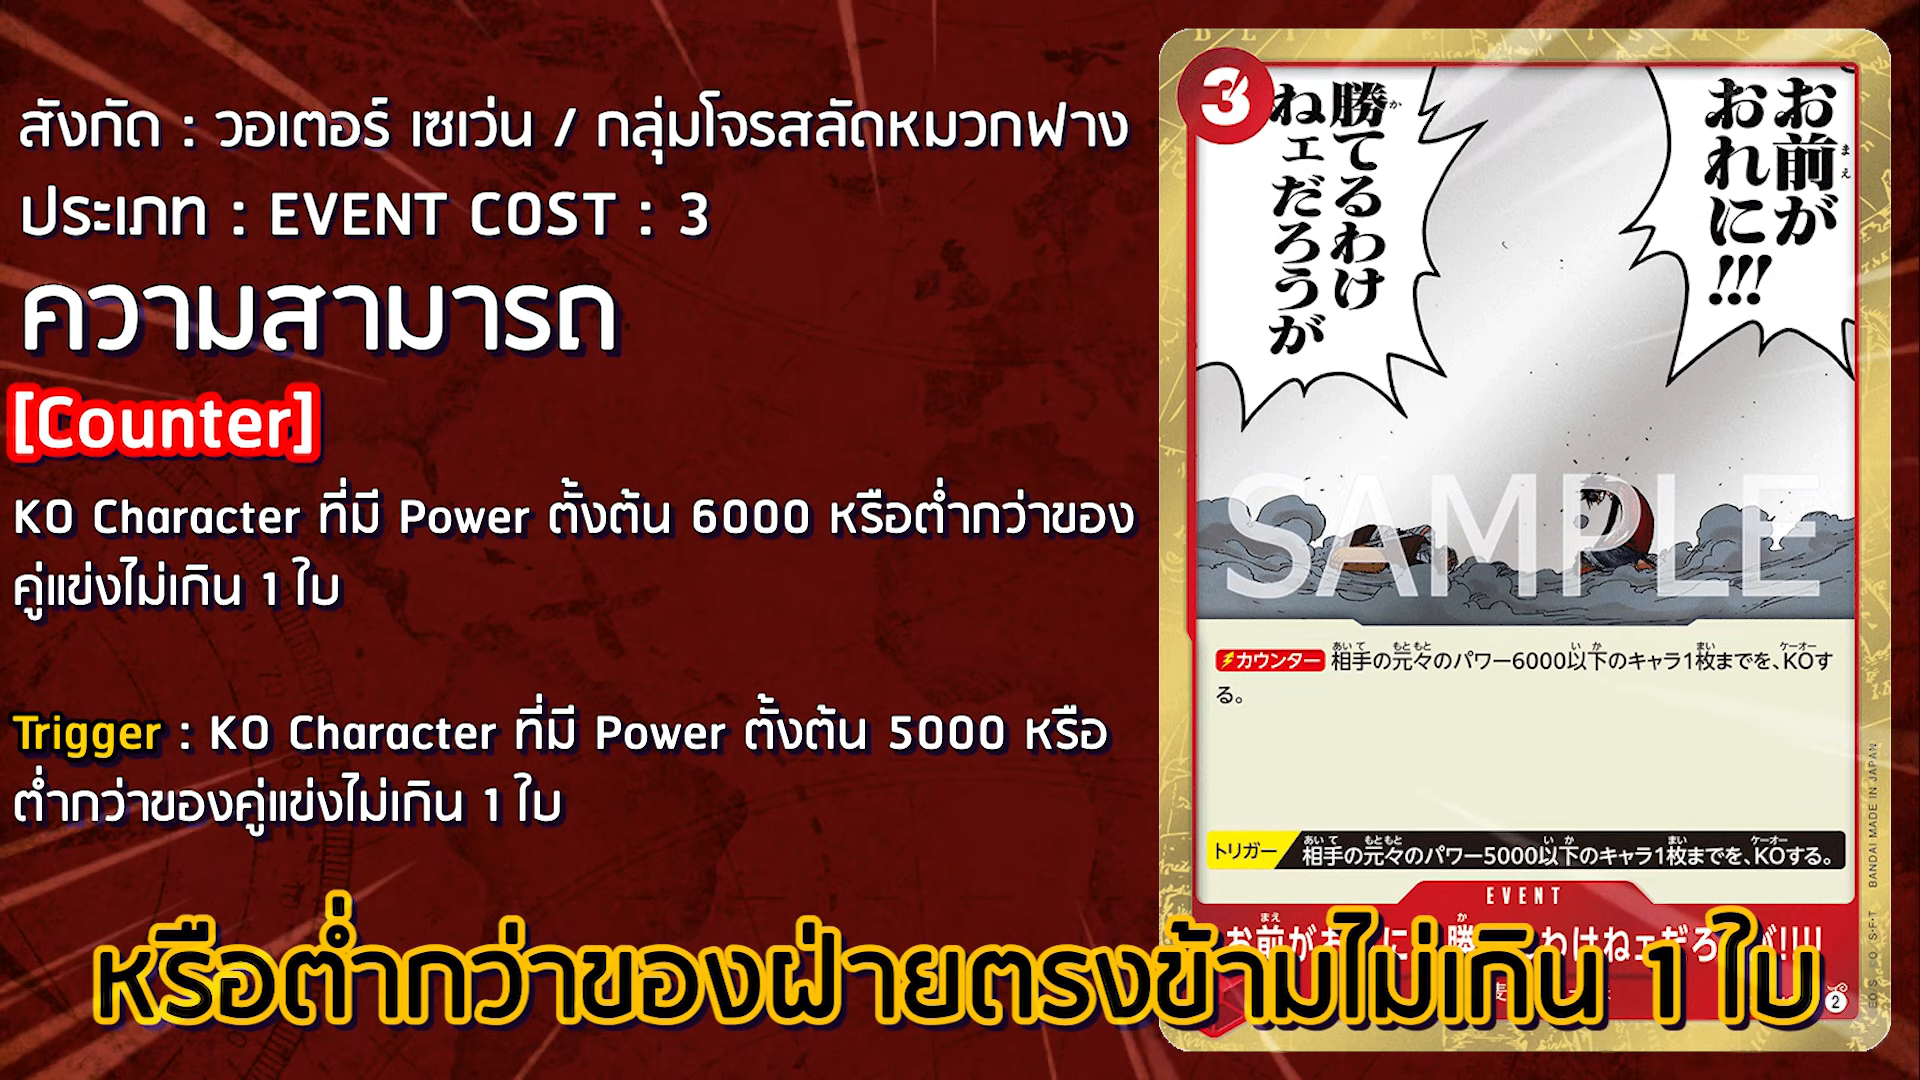 สังกัด : วอเตอร์ เซเว่น / กลุ่มโจรสลัดหมวกฟาง
ประเภท : EVENT COST : 3
ความสามารถ
[Counter]
KO Character ที่มี Power ตั้งต้น 6000 หรือต่ำกว่าของ
คู่แข่งไม่เกิน 1 ใบ
Trigger : KO Character ที่มี Power ตั้งต้น 5000 หรือ
ต่ำกว่าของคู่แข่งไม่เกิน 1 ใบ
3
お前が
おれに!!!
勝てるわけ
ねェだろうが
SAMPLE
カウンター 相手の元々のパワー6000以下のキャラ1枚までを、KOす
る。
トリガー 相手の元々のパワー5000以下のキャラ1枚までを、KOする。
EVENT
BANDAI MADE IN JAPAN
หรือต่ำกว่าของฝ่ายตรงข้ามไม่เกิน 1 ใบ
2